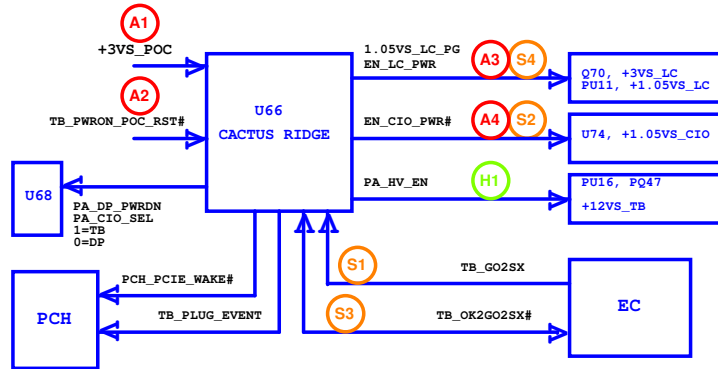 A1
+3VS_POC
A2
TB_PWRON_POC_RST#
U66
CACTUS RIDGE
1.05VS_LC_PG
EN_LC_PWR
A3
S4
Q70, +3VS_LC
PU11, +1.05VS_LC
EN_CIO_PWR#
A4
S2
U74, +1.05VS_CIO
PA_HV_EN
H1
PU16, PQ47
+12VS_TB
U68
PA_DP_PWRDN
PA_CIO_SEL
1=TB
0=DP
PCH
PCH_PCIE_WAKE#
TB_PLUG_EVENT
S1
TB_GO2SX
S3
TB_OK2GO2SX#
EC